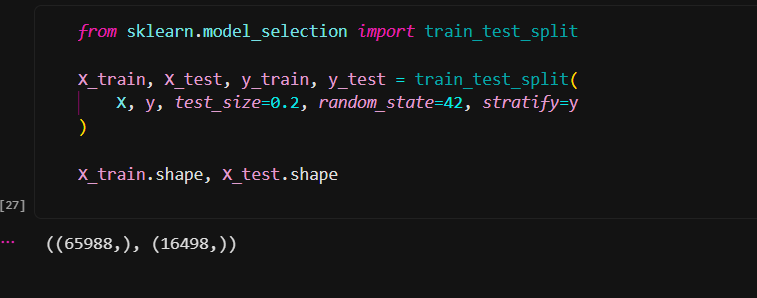 from sklearn.model_selection import train_test_split
X_train, X_test, y_train, y_test = train_test_split(
X, y, test_size=0.2, random_state=42, stratify=y
)
X_train.shape, X_test.shape
[27]
... ((65988,), (16498,))